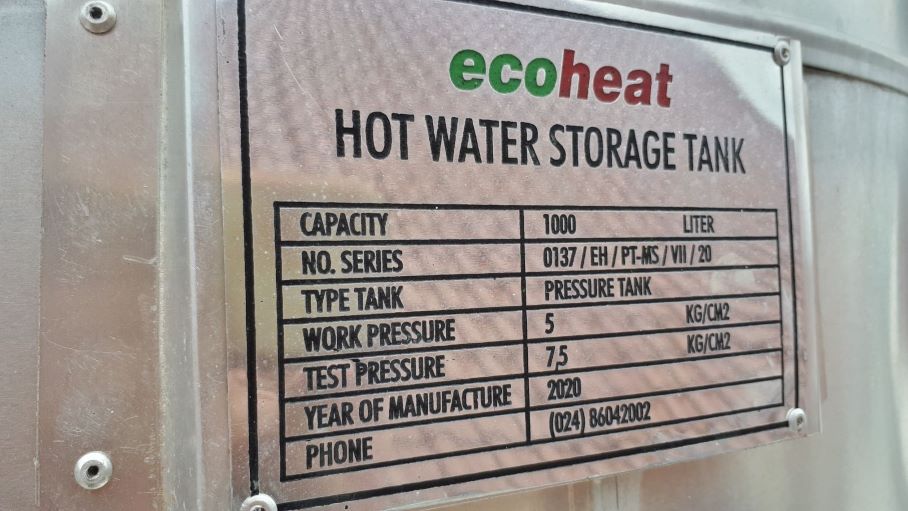 ecoheat
HOT WATER STORAGE TANK
CAPACITY 1000 LITER
NO. SERIES 0137 / EH / PT-MS / VII / 20
TYPE TANK PRESSURE TANK
WORK PRESSURE 5 KG/CM2
TEST PRESSURE 7,5 KG/CM2
YEAR OF MANUFACTURE 2020
PHONE (024) 86042002